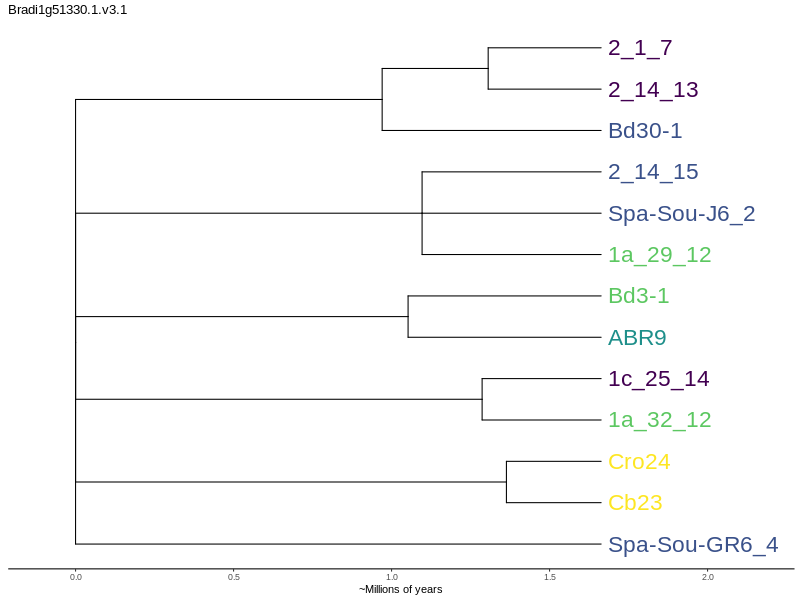 Bradi1g51330.1.v3.1
2_1_7
2_14_13
Bd30-1
2_14_15
Spa-Sou-J6_2
1a_29_12
Bd3-1
ABR9
1c_25_14
1a_32_12
Cro24
Cb23
Spa-Sou-GR6_4
0.0 0.5 1.0 1.5 2.0
~Millions of years